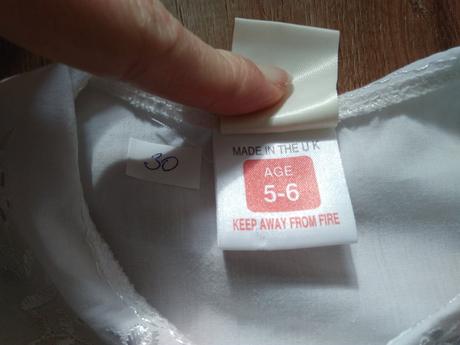 30
MADE IN THE U K
AGE
5-6
KEEP AWAY FROM FIRE